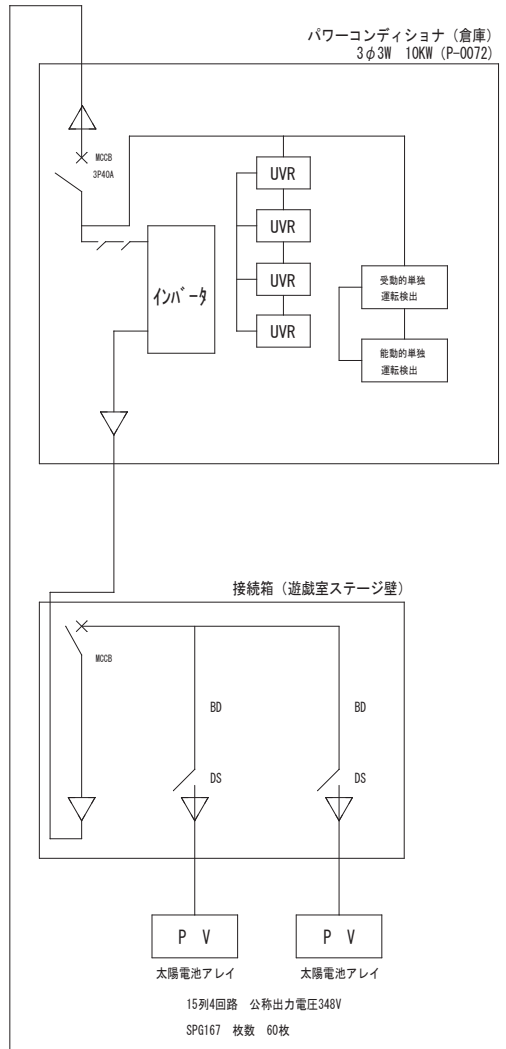 パワーコンディショナ（倉庫）
3φ3W 10KW (P-0072)
MCCB
3P40A
UVR
UVR
UVR
UVR
インバータ
受動的単独
運転検出
能動的単独
運転検出
接続箱（遊戯室ステージ壁）
MCCB
BD
BD
DS
DS
P V
P V
太陽電池アレイ
太陽電池アレイ
15列4回路 公称出力電圧348V
SPG167 枚数 60枚